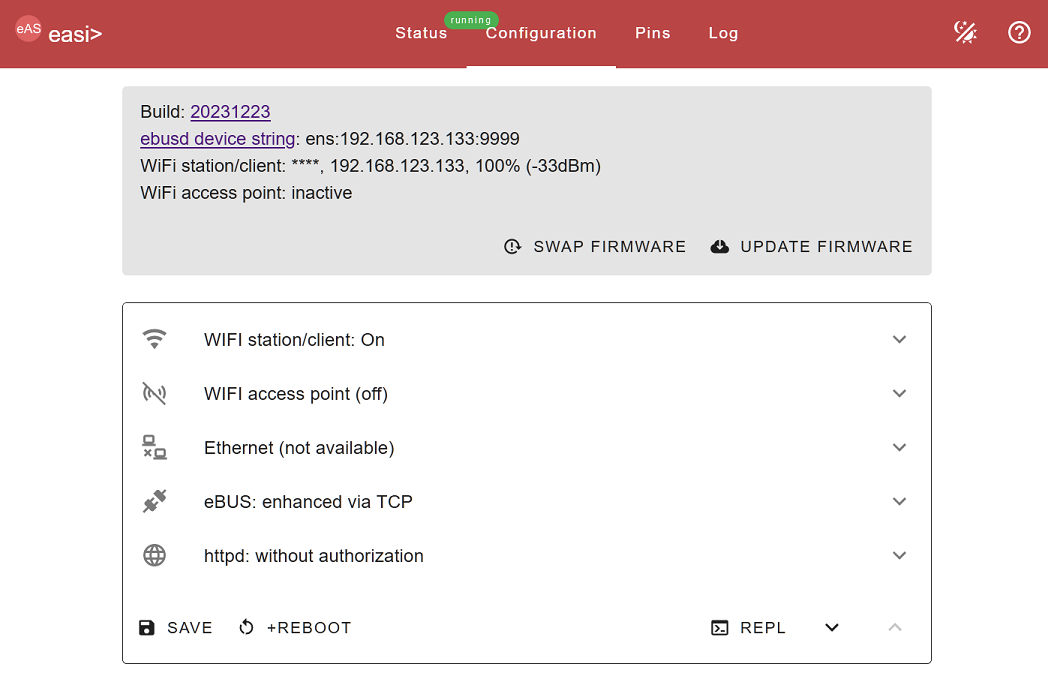 eAS easi>
running
Status Configuration Pins Log
Build: 20231223
ebusd device string: ens:192.168.123.133:9999
WiFi station/client: ****, 192.168.123.133, 100% (-33dBm)
WiFi access point: inactive
SWAP FIRMWARE UPDATE FIRMWARE
WIFI station/client: On
WIFI access point (off)
Ethernet (not available)
eBUS: enhanced via TCP
httpd: without authorization
SAVE +REBOOT REPL